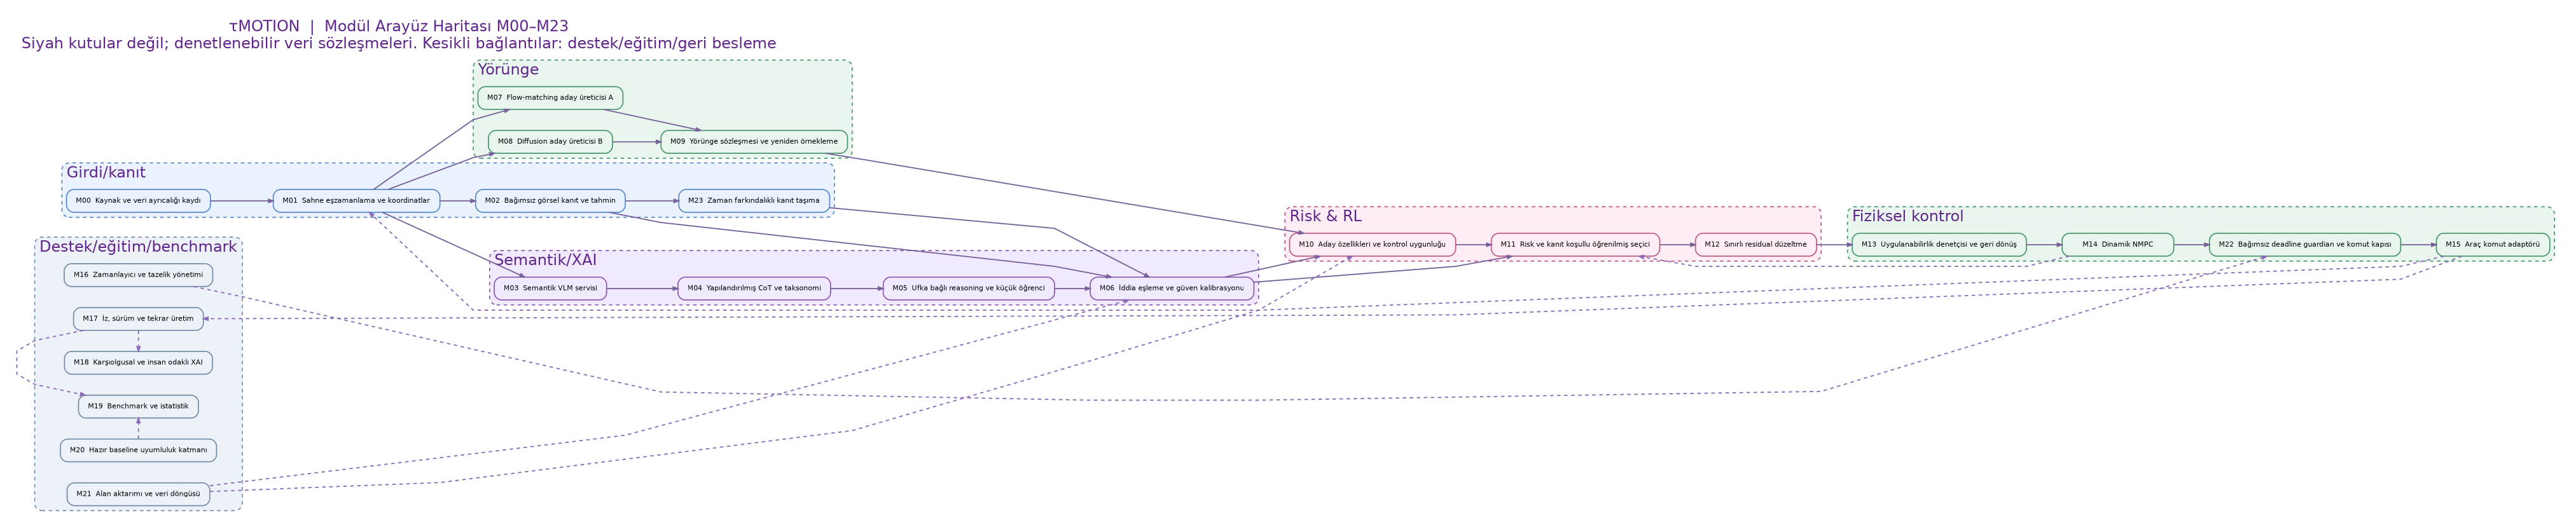 τMOTION | Modül Arayüz Haritası M00–M23
Siyah kutular değil; denetlenebilir veri sözleşmeleri. Kesikli bağlantılar: destek/eğitim/geri besleme
Yörünge
M07 Flow-matching aday üreticisi A
M08 Diffusion aday üreticisi B
M09 Yörünge sözleşmesi ve yeniden örnekleme
Girdi/kanıt
M00 Kaynak ve veri ayrıcalığı kaydı
M01 Sahne eşzamanlama ve koordinatlar
M02 Bağımsız görsel kanıt ve tahmin
M23 Zaman farkındalıklı kanıt taşıma
Semantik/XAI
M03 Semantik VLM servisi
M04 Yapılandırılmış CoT ve taksonomi
M05 Ufka bağlı reasoning ve küçük öğrenci
M06 İddia eşleme ve güven kalibrasyonu
Risk & RL
M10 Aday özellikleri ve kontrol uygunluğu
M11 Risk ve kanıt koşullu öğrenilmiş seçici
M12 Sınırlı residual düzeltme
Fiziksel kontrol
M13 Uygulanabilirlik denetçisi ve geri dönüş
M14 Dinamik NMPC
M22 Bağımsız deadline guardian ve komut kapısı
M15 Araç komut adaptörü
Destek/eğitim/benchmark
M16 Zamanlayıcı ve tazelik yönetimi
M17 İz, sürüm ve tekrar üretim
M18 Karşıolgusal ve insan odaklı XAI
M19 Benchmark ve istatistik
M20 Hazır baseline uyumluluk katmanı
M21 Alan aktarımı ve veri döngüsü